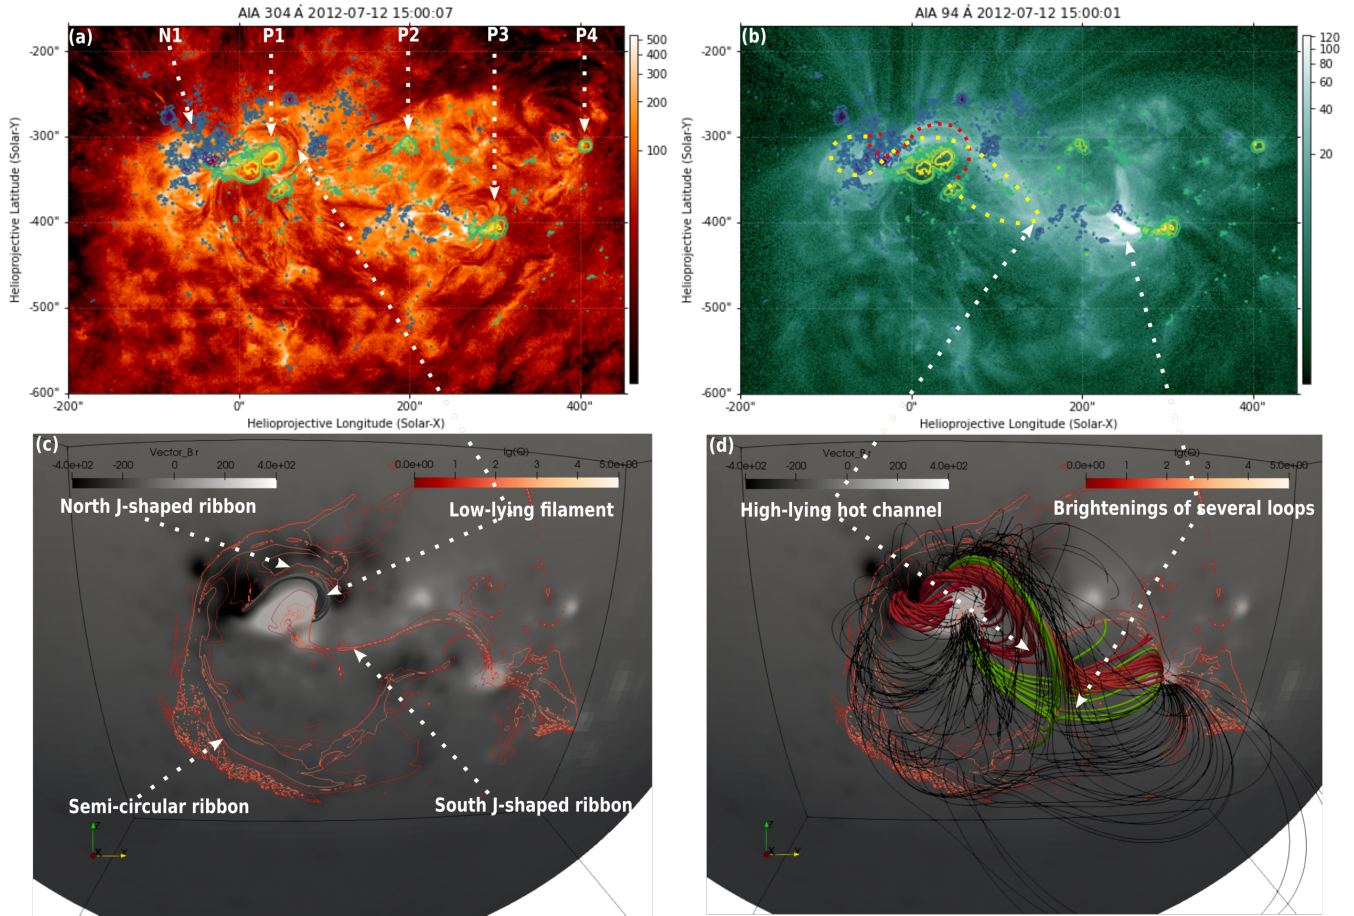 AIA 304 Å 2012-07-12 15:00:07
(a)
N1
P1
P2
P3
P4
-200"
-300"
-400"
-500"
-600"
-200"
0"
200"
400"
Helioprojective Longitude (Solar-X)
Helioprojective Latitude (Solar-Y)
500
400
300
200
100
AIA 94 Å 2012-07-12 15:00:01
(b)
-200"
-300"
-400"
-500"
-600"
-200"
0"
200"
400"
Helioprojective Longitude (Solar-X)
Helioprojective Latitude (Solar-Y)
120
100
80
60
40
20
(c)
Vector_Br
-4.0e+02
-200
0
200
4.0e+02
lg(Q)
0.0e+00
1
2
3
4
5.0e+00
North J-shaped ribbon
Low-lying filament
Semi-circular ribbon
South J-shaped ribbon
Z
X
Y
(d)
Vector_Br
-4.0e+02
-200
0
200
4.0e+02
lg(Q)
0.0e+00
1
2
3
4
5.0e+00
High-lying hot channel
Brightenings of several loops
Z
X
Y